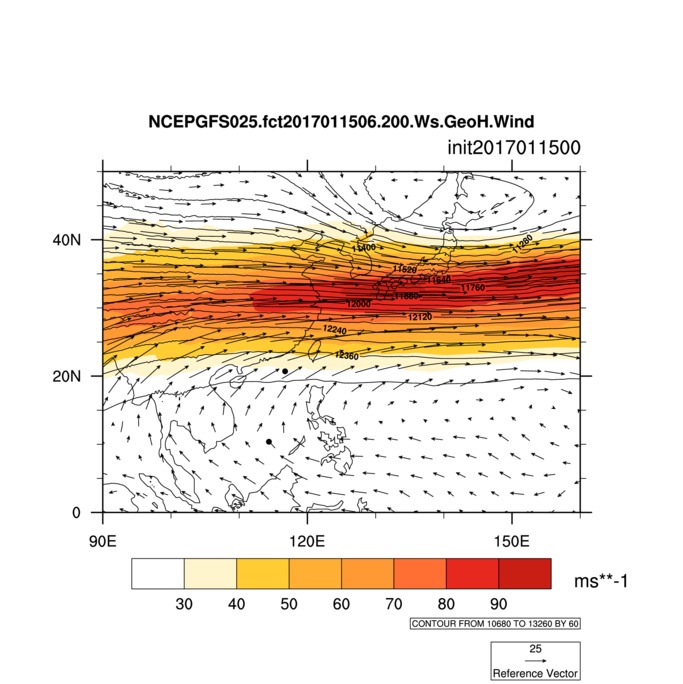 NCEPGFS025.fct2017011506.200.Ws.GeoH.Wind
init2017011500
40N
20N
0
11280
11400
11520
11640
11760
11880
12000
12120
12240
12360
90E 120E 150E
30 40 50 60 70 80 90
ms**-1
CONTOUR FROM 10680 TO 13260 BY 60
25
Reference Vector